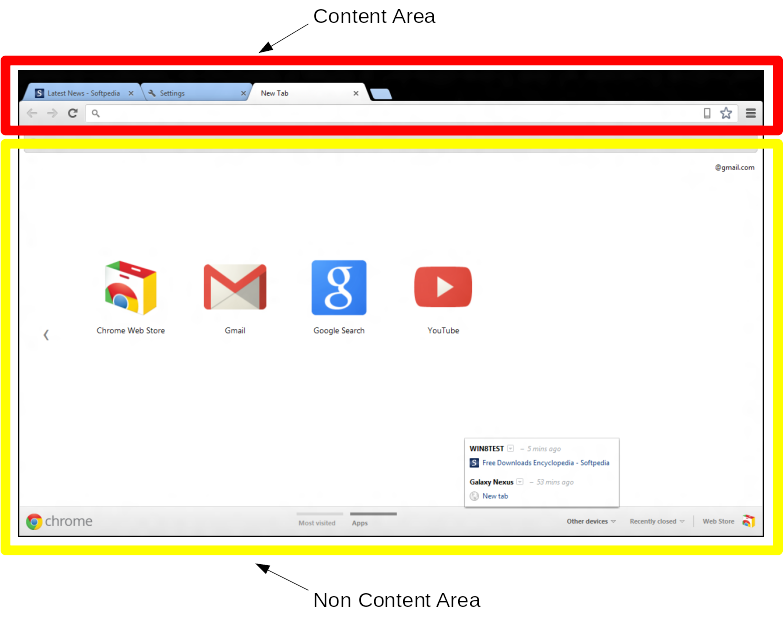 Content Area
Latest News - Softpedia
Settings
New Tab
@gmail.com
Chrome Web Store
Gmail
Google Search
YouTube
WIN8TEST – 5 mins ago
Free Downloads Encyclopedia - Softpedia
Galaxy Nexus – 53 mins ago
New tab
chrome
Most visited
Apps
Other devices
Recently closed
Web Store
Non Content Area